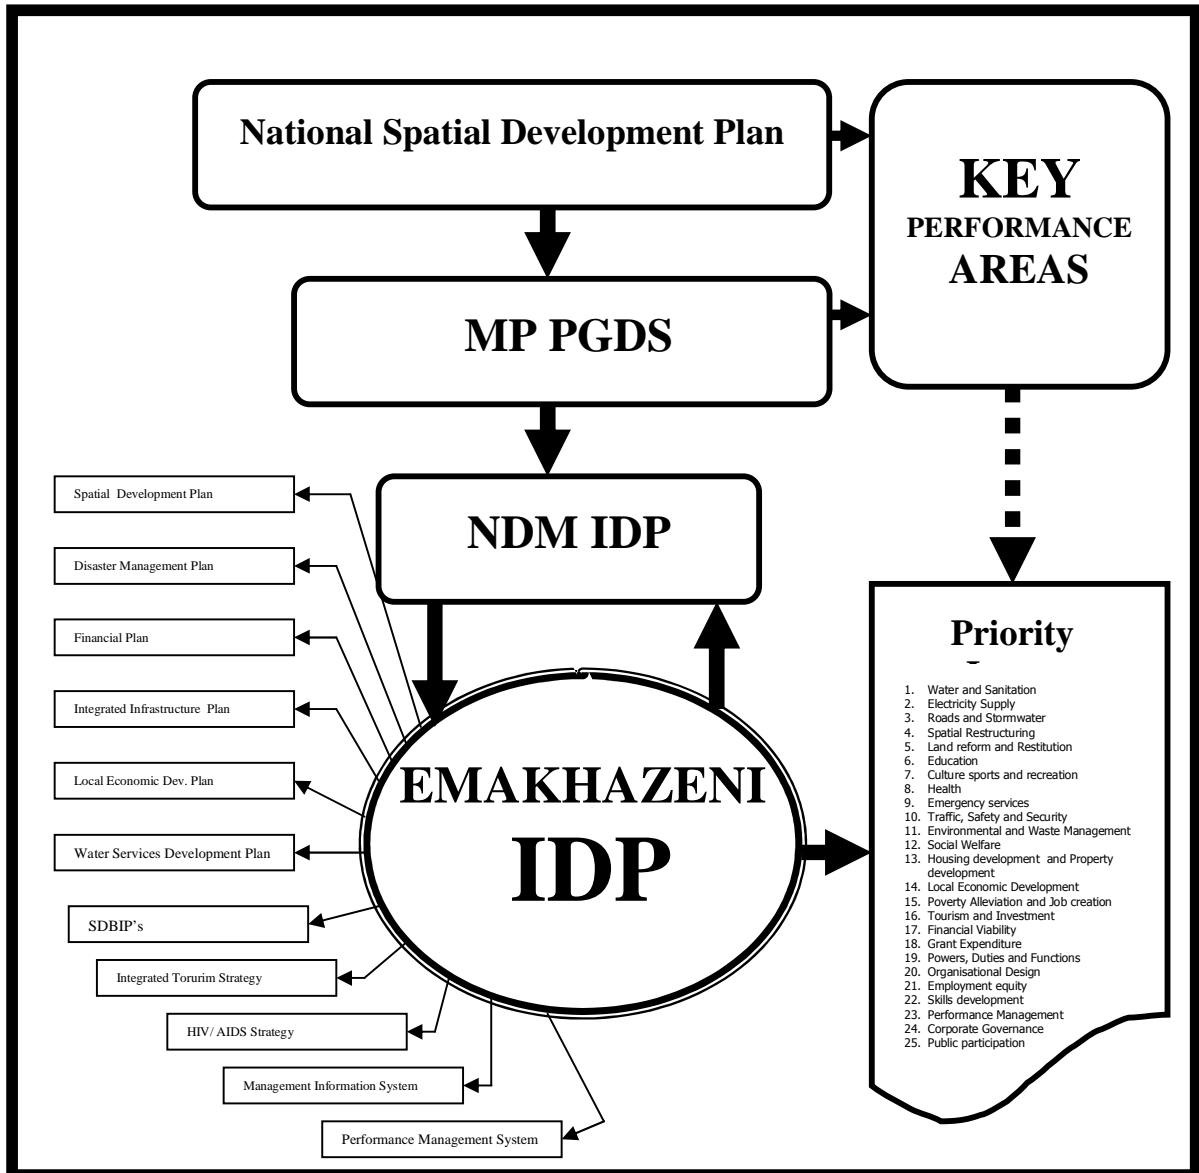 National Spatial Development Plan
KEY
PERFORMANCE
AREAS
MP PGDS
NDM IDP
Spatial Development Plan
Disaster Management Plan
Financial Plan
Integrated Infrastructure Plan
Local Economic Dev. Plan
Water Services Development Plan
SDBIP's
Integrated Torurim Strategy
HIV/ AIDS Strategy
Management Information System
Performance Management System
EMAKHAZENI
IDP
Priority
1. Water and Sanitation
2. Electricity Supply
3. Roads and Stormwater
4. Spatial Restructuring
5. Land reform and Restitution
6. Education
7. Culture sports and recreation
8. Health
9. Emergency services
10. Traffic, Safety and Security
11. Environmental and Waste Management
12. Social Welfare
13. Housing development and Property
development
14. Local Economic Development
15. Poverty Alleviation and Job creation
16. Tourism and Investment
17. Financial Viability
18. Grant Expenditure
19. Powers, Duties and Functions
20. Organisational Design
21. Employment equity
22. Skills development
23. Performance Management
24. Corporate Governance
25. Public participation